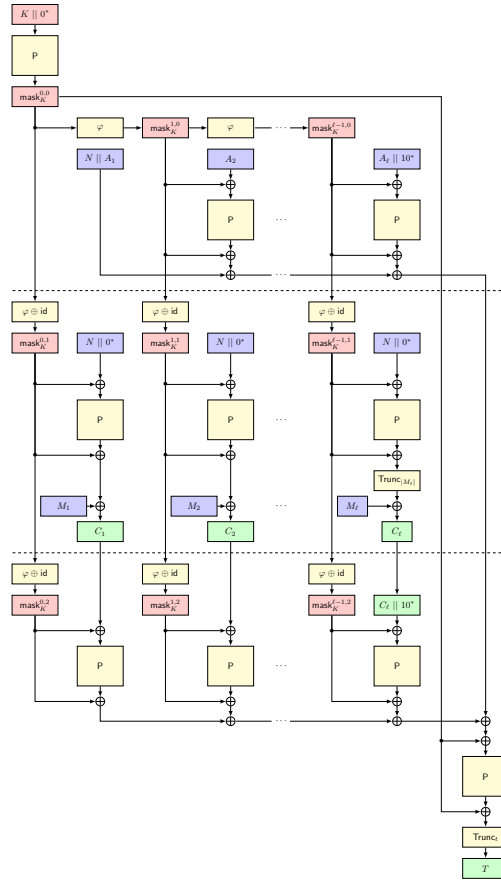 K || 0*
P
mask_K^{0,0}
φ mask_K^{1,0} φ ... mask_K^{ℓ−1,0}
N || A_1 A_2 A_ℓ || 10*
P ... P
...
φ ⊕ id φ ⊕ id φ ⊕ id
mask_K^{0,1} N || 0* mask_K^{1,1} N || 0* mask_K^{ℓ−1,1} N || 0*
P P ... P
Trunc_{|M_ℓ|}
M_1 M_2 ... M_ℓ
C_1 C_2 C_ℓ
φ ⊕ id φ ⊕ id φ ⊕ id
mask_K^{0,2} mask_K^{1,2} mask_K^{ℓ−1,2} C_ℓ || 10*
P P ... P
...
P
Trunc_t
T